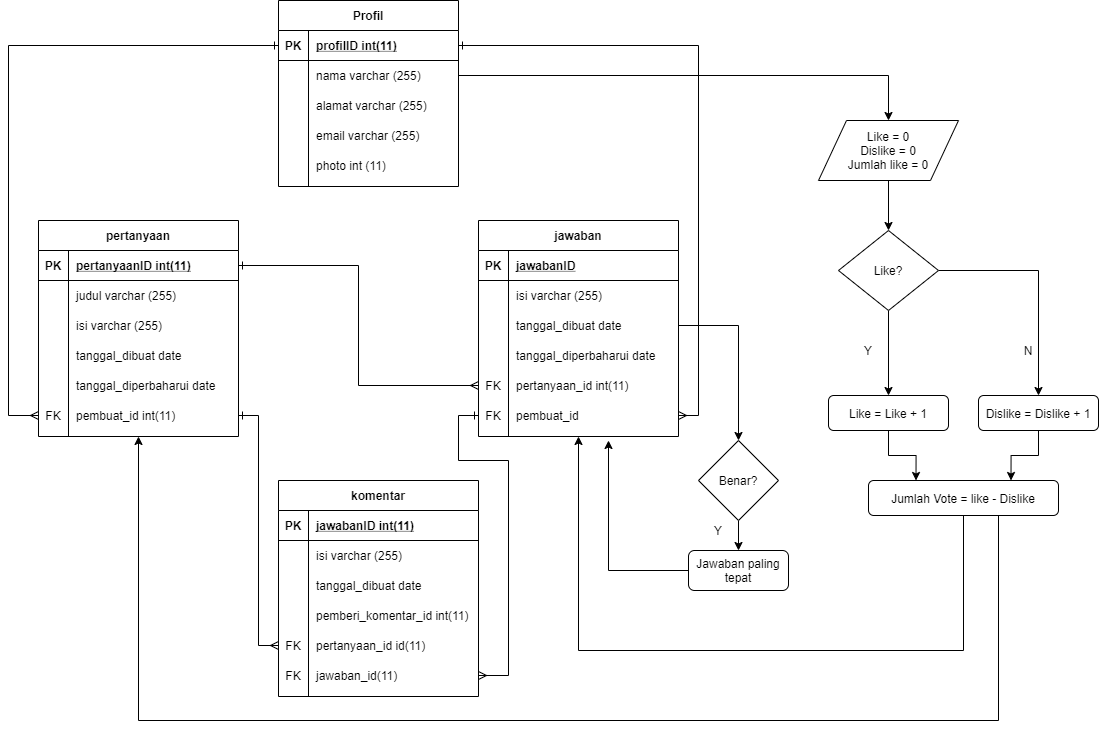 Profil
PK profilID int(11)
nama varchar (255)
alamat varchar (255)
email varchar (255)
photo int (11)
Like = 0
Dislike = 0
Jumlah like = 0
pertanyaan
PK pertanyaanID int(11)
judul varchar (255)
isi varchar (255)
tanggal_dibuat date
tanggal_diperbaharui date
FK pembuat_id int(11)
jawaban
PK jawabanID
isi varchar (255)
tanggal_dibuat date
tanggal_diperbaharui date
FK pertanyaan_id int(11)
FK pembuat_id
Like?
Y
N
Like = Like + 1
Dislike = Dislike + 1
Jumlah Vote = like - Dislike
Benar?
Y
Jawaban paling
tepat
komentar
PK jawabanID int(11)
isi varchar (255)
tanggal_dibuat date
pemberi_komentar_id int(11)
FK pertanyaan_id id(11)
FK jawaban_id(11)